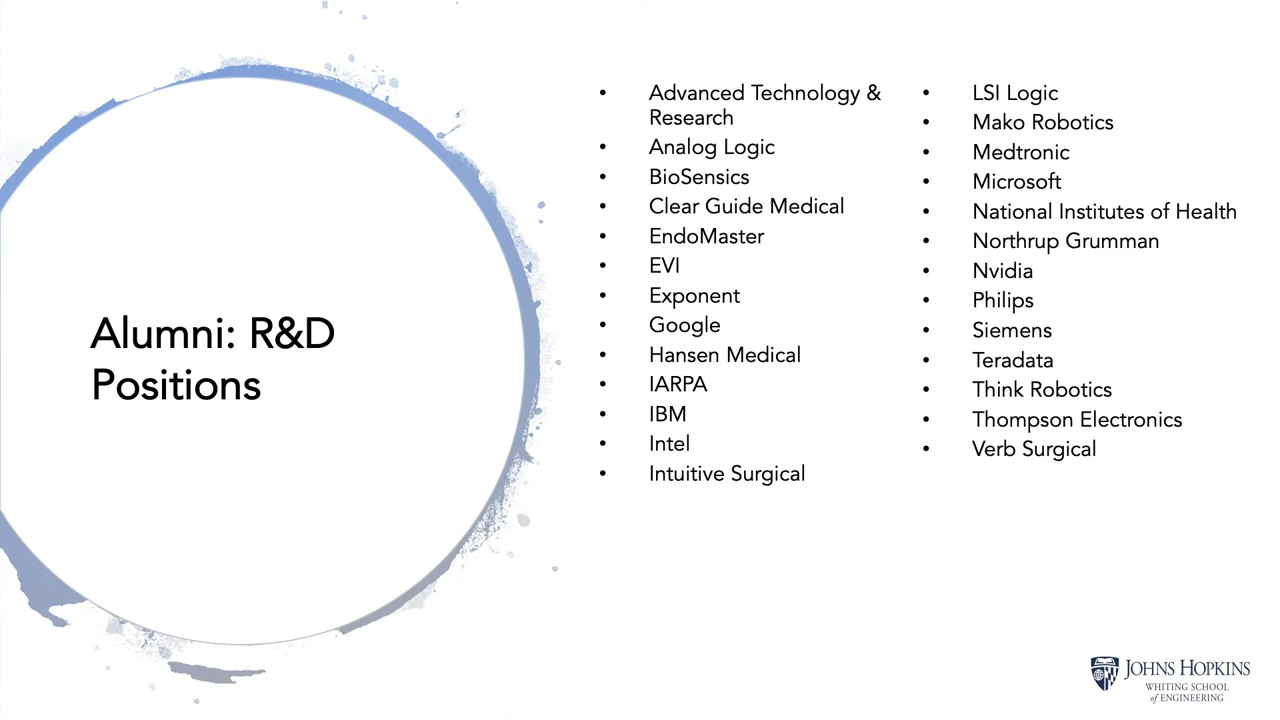 Alumni: R&D
Positions
• Advanced Technology &
Research
• Analog Logic
• BioSensics
• Clear Guide Medical
• EndoMaster
• EVI
• Exponent
• Google
• Hansen Medical
• IARPA
• IBM
• Intel
• Intuitive Surgical
• LSI Logic
• Mako Robotics
• Medtronic
• Microsoft
• National Institutes of Health
• Northrup Grumman
• Nvidia
• Philips
• Siemens
• Teradata
• Think Robotics
• Thompson Electronics
• Verb Surgical
JOHNS HOPKINS
WHITING SCHOOL
of ENGINEERING